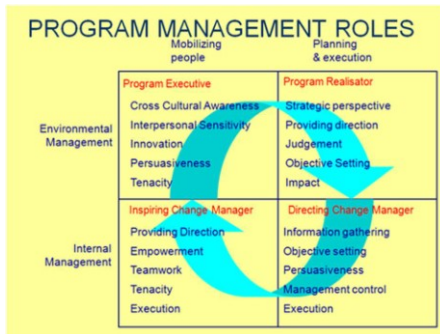 PROGRAM MANAGEMENT ROLES
Mobilizing
people
Planning
& execution
Environmental
Management
Program Executive
Cross Cultural Awareness
Interpersonal Sensitivity
Innovation
Persuasiveness
Tenacity
Program Realisator
Strategic perspective
Providing direction
Judgement
Objective Setting
Impact
Internal
Management
Inspiring Change Manager
Providing Direction
Empowerment
Teamwork
Tenacity
Execution
Directing Change Manager
Information gathering
Objective setting
Persuasiveness
Management control
Execution